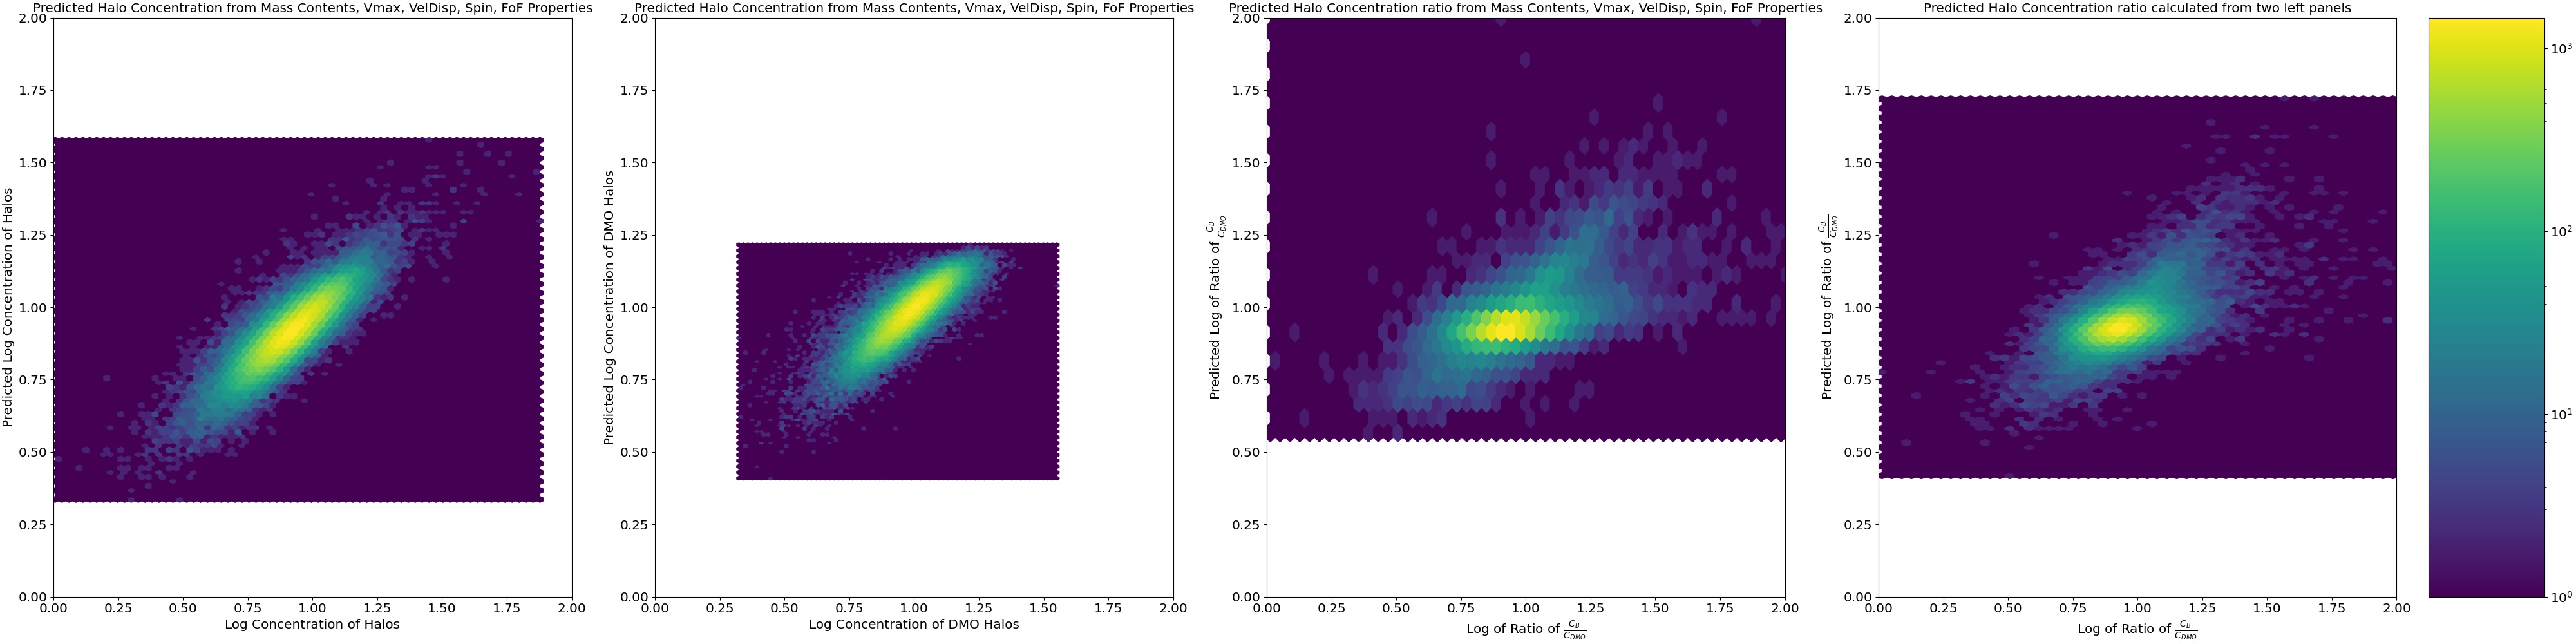 Predicted Halo Concentration from Mass Contents, Vmax, VelDisp, Spin, FoF Properties
Predicted Log Concentration of Halos
2.00
1.75
1.50
1.25
1.00
0.75
0.50
0.25
0.00
0.00 0.25 0.50 0.75 1.00 1.25 1.50 1.75 2.00
Log Concentration of Halos
Predicted Halo Concentration from Mass Contents, Vmax, VelDisp, Spin, FoF Properties
Predicted Log Concentration of DMO Halos
2.00
1.75
1.50
1.25
1.00
0.75
0.50
0.25
0.00
0.00 0.25 0.50 0.75 1.00 1.25 1.50 1.75 2.00
Log Concentration of DMO Halos
Predicted Halo Concentration ratio from Mass Contents, Vmax, VelDisp, Spin, FoF Properties
Predicted Log of Ratio of C_B/C_DMO
2.00
1.75
1.50
1.25
1.00
0.75
0.50
0.25
0.00
0.00 0.25 0.50 0.75 1.00 1.25 1.50 1.75 2.00
Log of Ratio of C_B/C_DMO
Predicted Halo Concentration ratio calculated from two left panels
Predicted Log of Ratio of C_B/C_DMO
2.00
1.75
1.50
1.25
1.00
0.75
0.50
0.25
0.00
0.00 0.25 0.50 0.75 1.00 1.25 1.50 1.75 2.00
Log of Ratio of C_B/C_DMO
10³
10²
10¹
10⁰